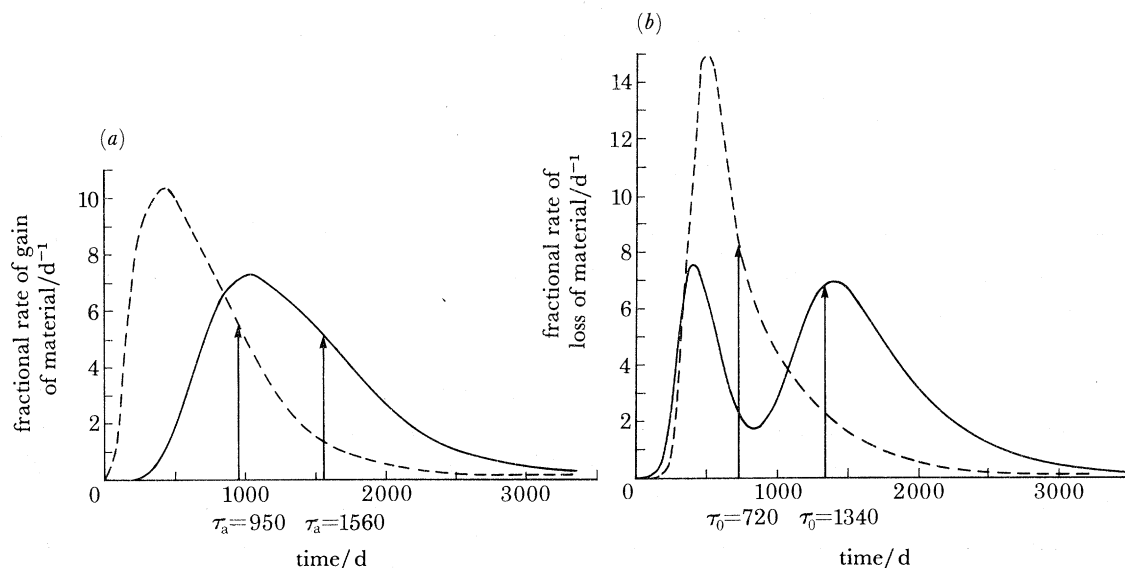 (a)
fractional rate of gain
of material/d⁻¹
10
8
6
4
2
0
1000
2000
3000
τₐ=950
τₐ=1560
time/d
(b)
fractional rate of
loss of material/d⁻¹
14
12
10
8
6
4
2
0
1000
2000
3000
τ₀=720
τ₀=1340
time/d